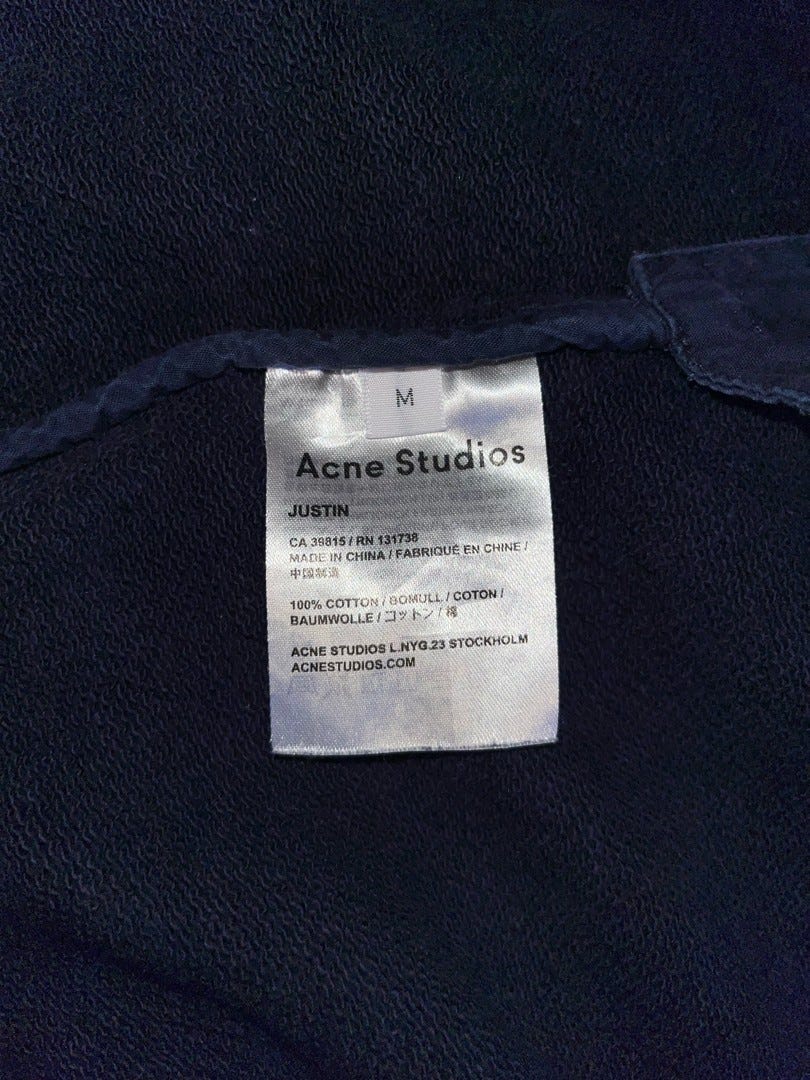 M
Acne Studios
JUSTIN
CA 39815 / RN 131738
MADE IN CHINA / FABRIQUÉ EN CHINE /
中国制造
100% COTTON / BOMULL / COTON /
BAUMWOLLE / コットン / 棉
ACNE STUDIOS L.NYG.23 STOCKHOLM
ACNESTUDIOS.COM